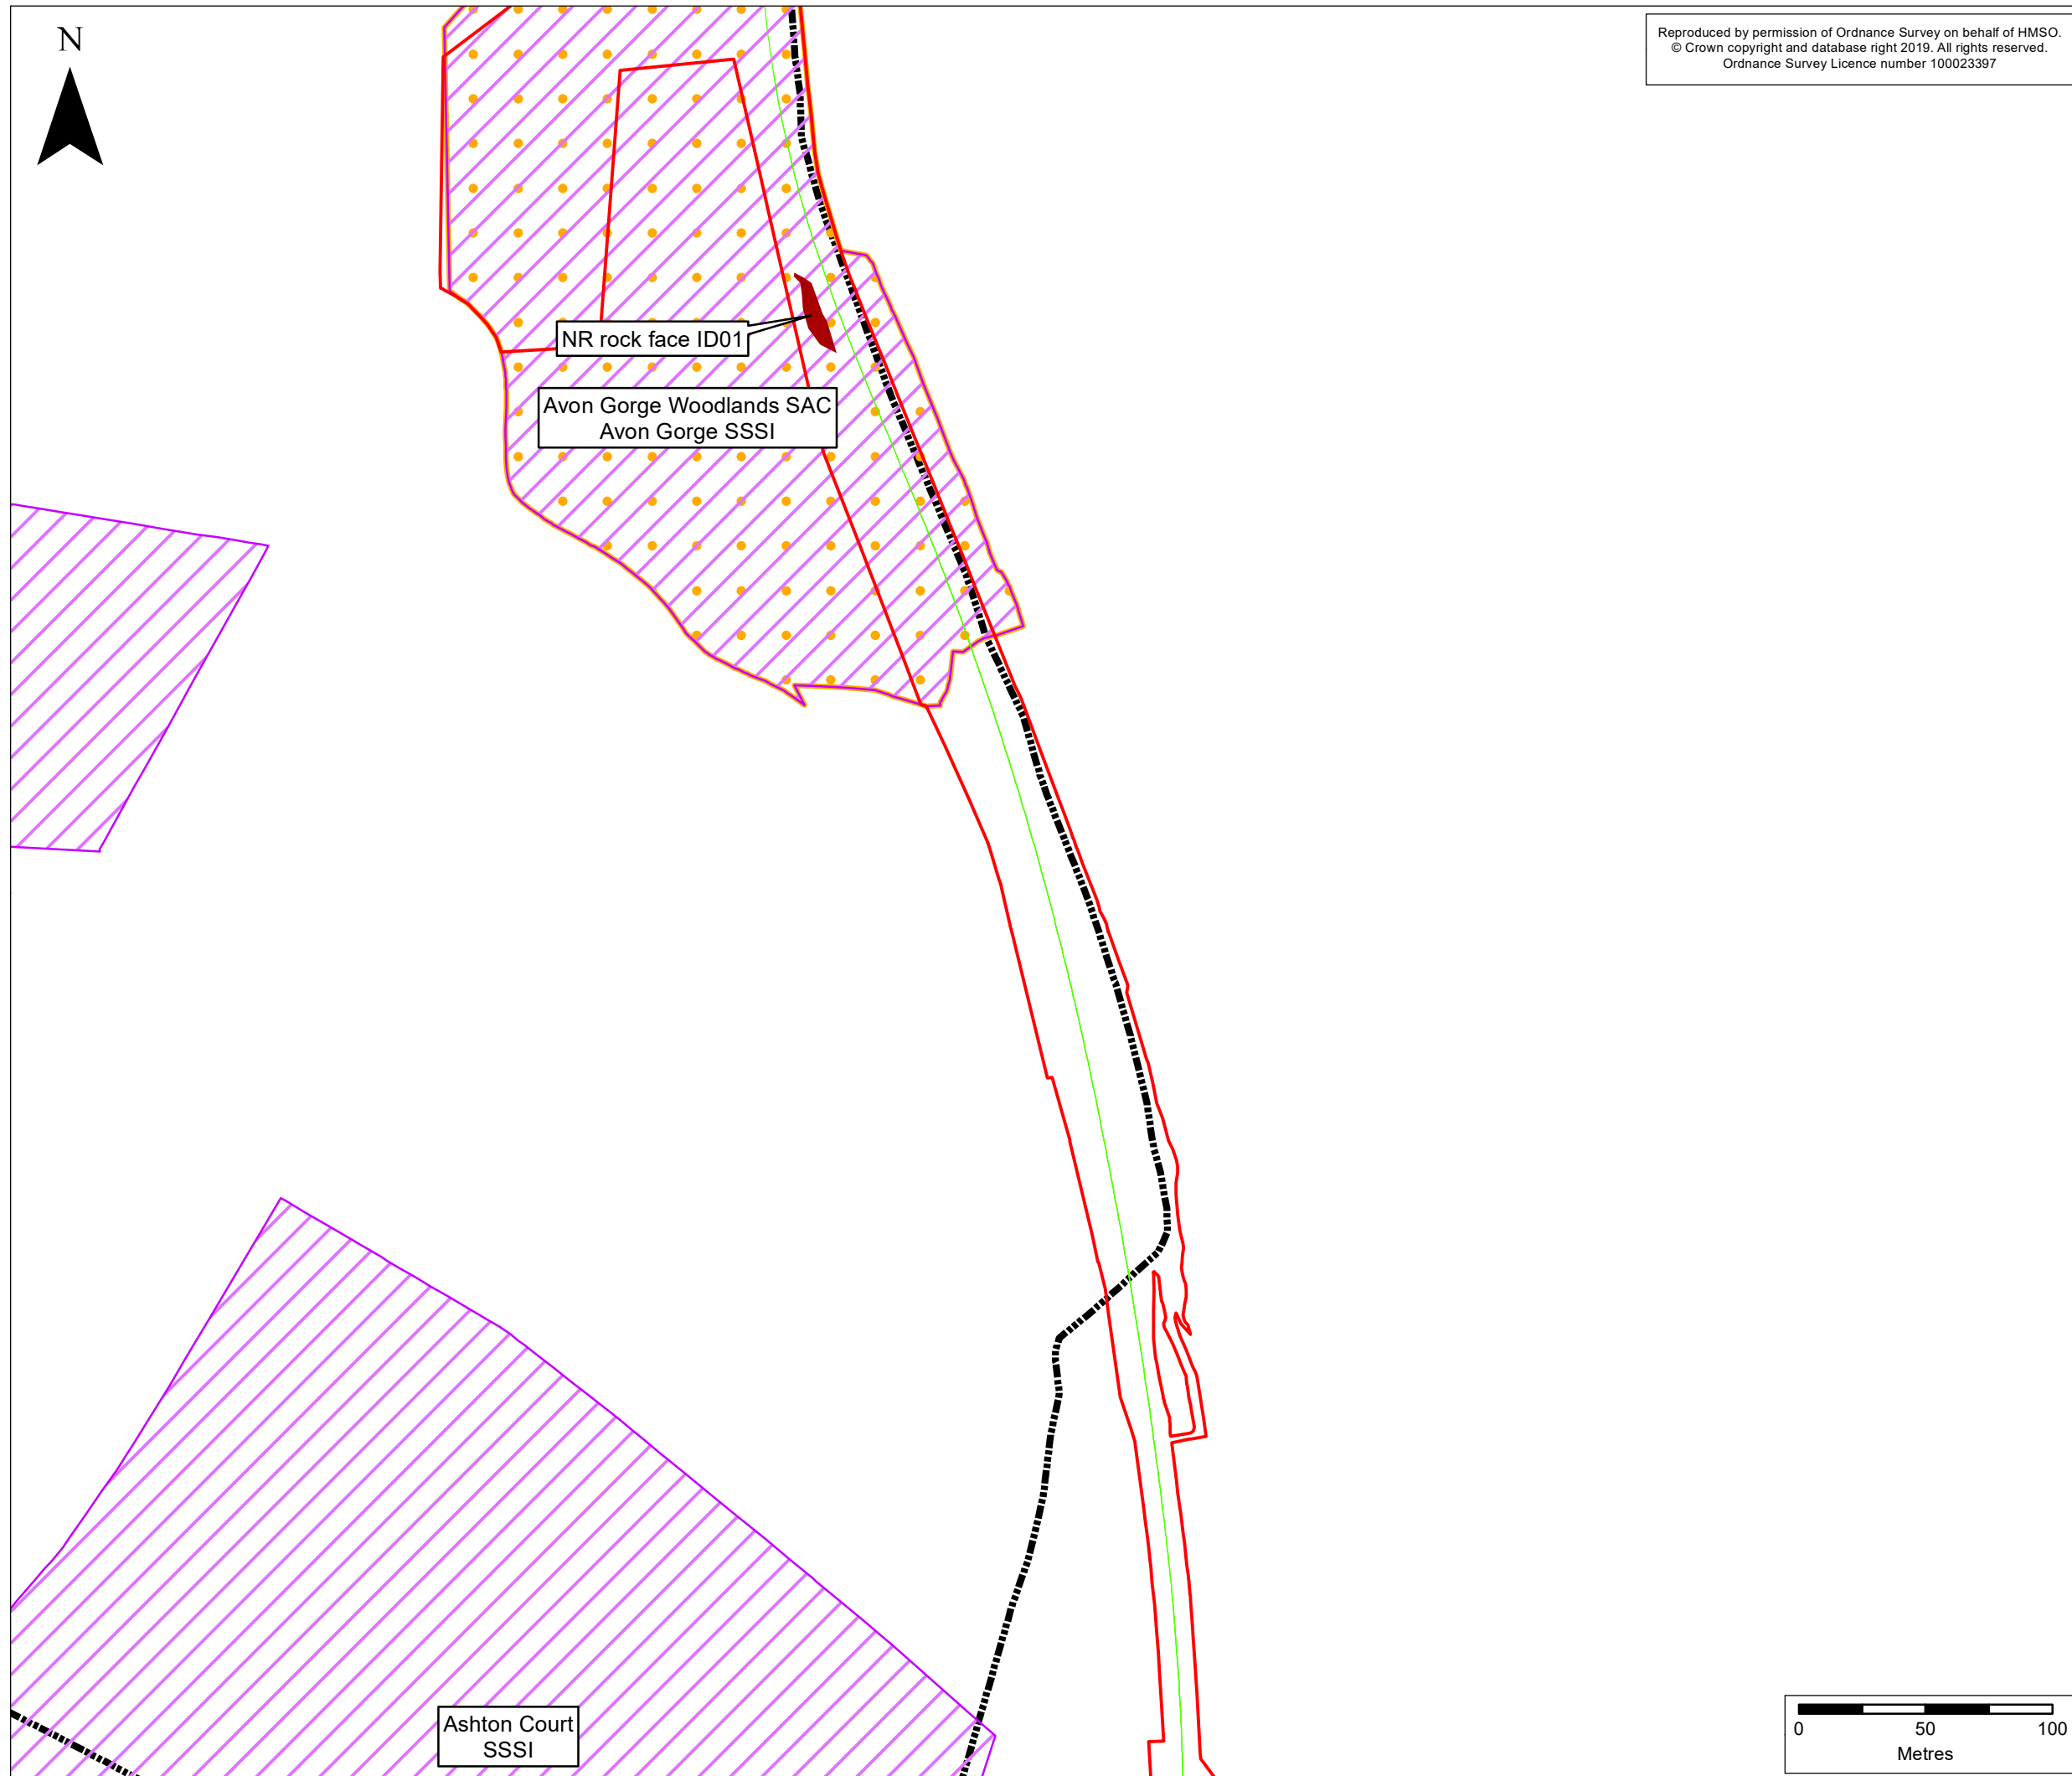 N
Reproduced by permission of Ordnance Survey on behalf of HMSO.
© Crown copyright and database right 2019. All rights reserved.
Ordnance Survey Licence number 100023397
NR rock face ID01
Avon Gorge Woodlands SAC
Avon Gorge SSSI
Ashton Court
SSSI
0 50 100
Metres